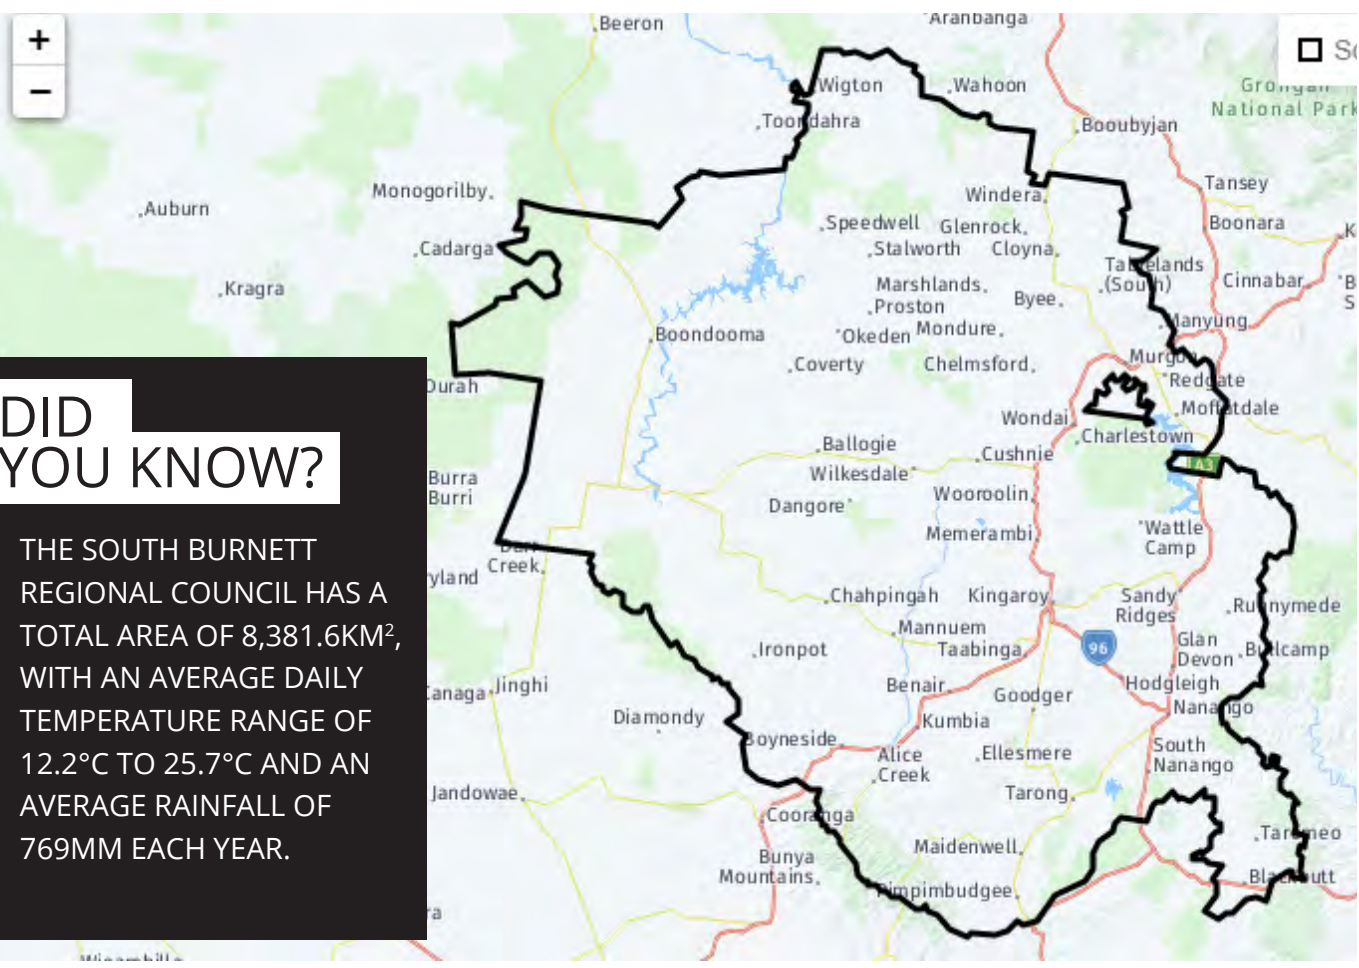 +
−
Beeron
Aranbanga
Wigton
Wahoon
National Park
Toondahra
Booubyjan
Monogorilby
Windera
Tansey
Auburn
Speedwell
Glenrock
Boonara
Cadarga
Stalworth
Cloyna
Tablelands
(South)
Kragra
Marshlands
Cinnabar
Proston
Byee
Boondooma
Okeden
Mondure
Manyung
Coverty
Chelmsford
Murgon
Durah
Redgate
Wondai
Moffatdale
Ballogie
Charlestown
Cushnie
A3
Burra
Burri
Wilkesdale
Wooroolin
Dangore
Memerambi
Wattle
Camp
Creek
Chahpingah
Kingaroy
Sandy
Ridges
Runnymede
Mannuem
Ironpot
Taabinga
96
Glan
Devon
Bullcamp
Jinghi
Benair
Goodger
Hodgleigh
Nanango
Diamondy
Kumbia
Boyneside
Alice
Creek
Ellesmere
South
Nanango
Jandowae
Tarong
Cooranga
Taromeo
Bunya
Mountains
Maidenwell
Pimpimbudgee
Blackbutt
DID
YOU KNOW?
THE SOUTH BURNETT
REGIONAL COUNCIL HAS A
TOTAL AREA OF 8,381.6KM²,
WITH AN AVERAGE DAILY
TEMPERATURE RANGE OF
12.2°C TO 25.7°C AND AN
AVERAGE RAINFALL OF
769MM EACH YEAR.